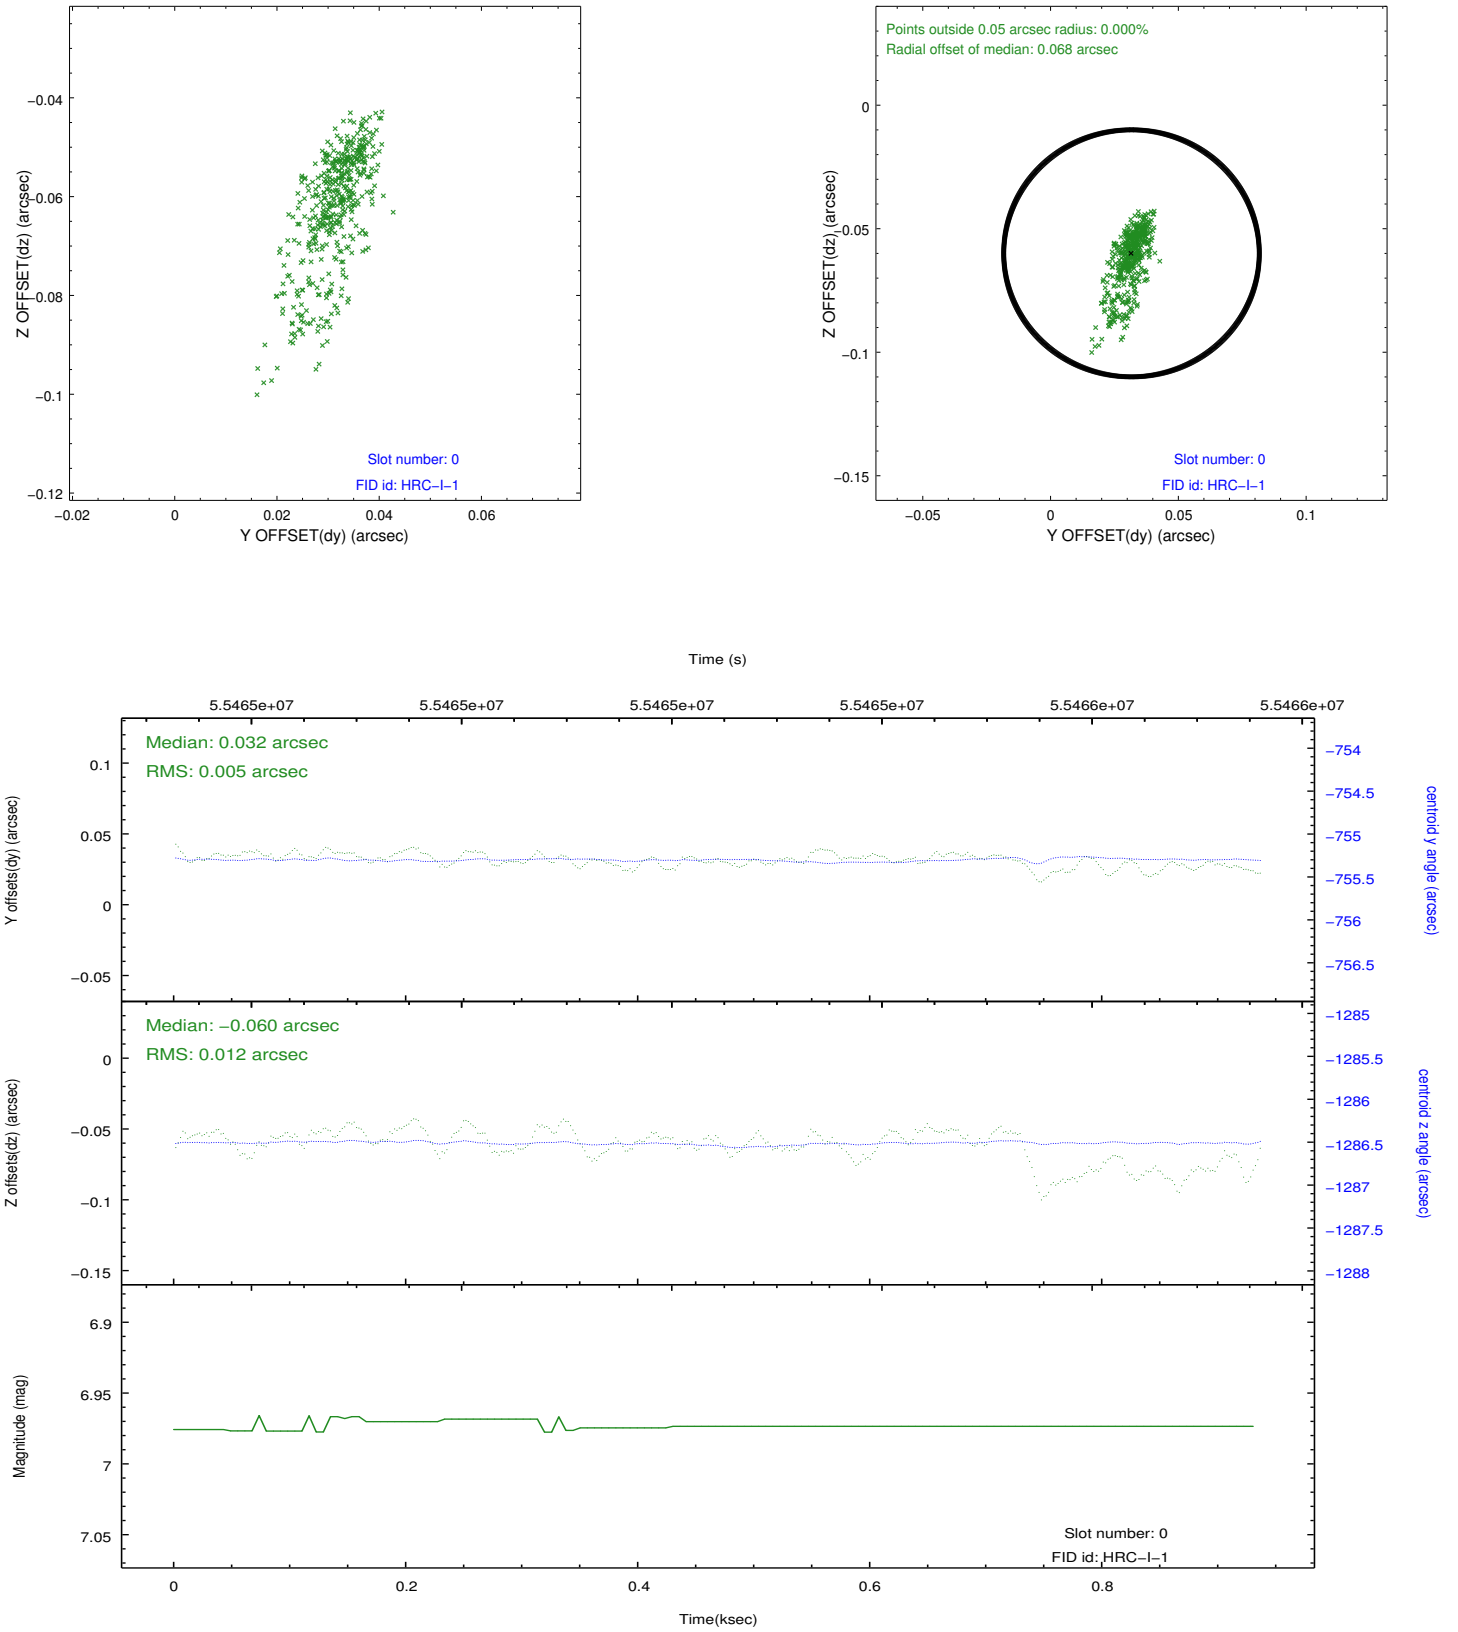 −0.04
−0.06
−0.08
−0.1
−0.12
Z OFFSET(dz) (arcsec)
Slot number: 0
FID id: HRC−I−1
−0.02 0 0.02 0.04 0.06
Y OFFSET(dy) (arcsec)
Points outside 0.05 arcsec radius: 0.000%
Radial offset of median: 0.068 arcsec
0
−0.05
−0.1
−0.15
Z OFFSET(dz) (arcsec)
Slot number: 0
FID id: HRC−I−1
−0.05 0 0.05 0.1
Y OFFSET(dy) (arcsec)
Time (s)
5.5465e+07 5.5465e+07 5.5465e+07 5.5465e+07 5.5466e+07 5.5466e+07
Median: 0.032 arcsec
RMS: 0.005 arcsec
0.1
0.05
0
−0.05
Y offsets(dy) (arcsec)
−754
−754.5
−755
−755.5
−756
−756.5
centroid y angle (arcsec)
Median: −0.060 arcsec
RMS: 0.012 arcsec
0
−0.05
−0.1
−0.15
Z offsets(dz) (arcsec)
−1285
−1285.5
−1286
−1286.5
−1287
−1287.5
−1288
centroid z angle (arcsec)
6.9
6.95
7
7.05
Magnitude (mag)
Slot number: 0
FID id: HRC−I−1
0 0.2 0.4 0.6 0.8
Time(ksec)